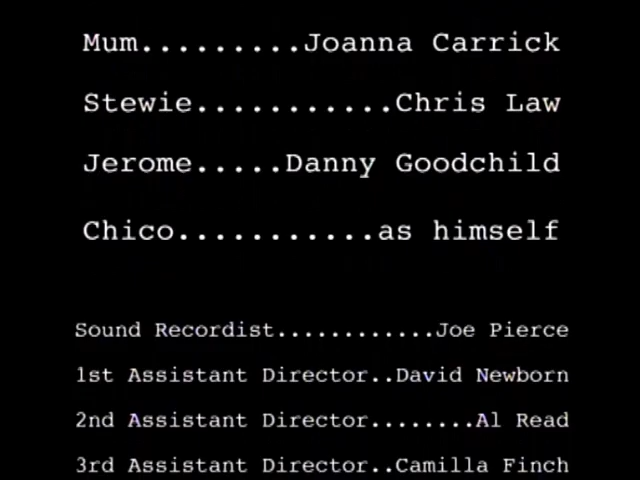 Mum.........Joanna Carrick
Stewie...........Chris Law
Jerome.....Danny Goodchild
Chico...........as himself
Sound Recordist............Joe Pierce
1st Assistant Director..David Newborn
2nd Assistant Director........Al Read
3rd Assistant Director..Camilla Finch